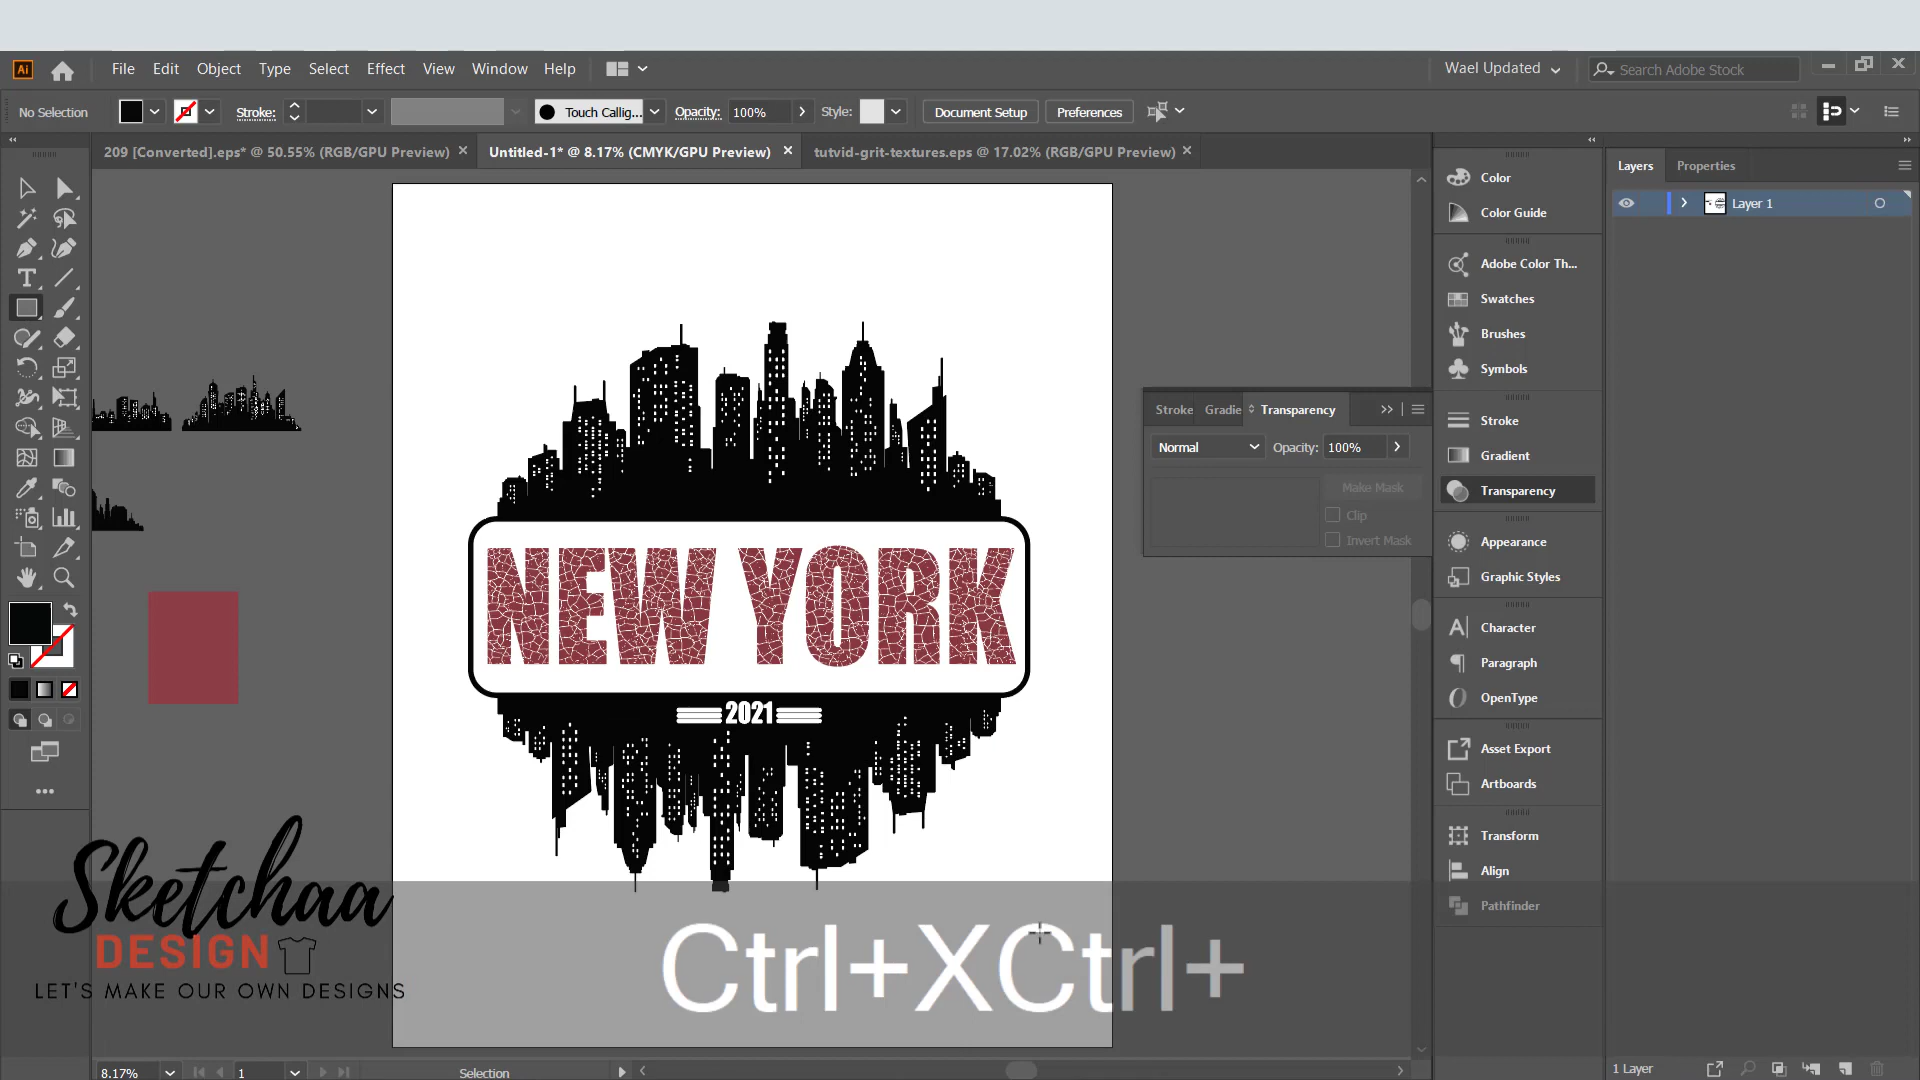 Ai File Edit Object Type Select Effect View Window Help Wael Updated Search Adobe Stock
No Selection Stroke: Touch Callig... Opacity: 100% Style: Document Setup Preferences
209 [Converted].eps* @ 50.55% (RGB/GPU Preview) Untitled-1* @ 8.17% (CMYK/GPU Preview) tutvid-grit-textures.eps @ 17.02% (RGB/GPU Preview)
Layers Properties
Layer 1
Color
Color Guide
Adobe Color Th...
Swatches
Brushes
Symbols
Stroke
Gradient
Transparency
Appearance
Graphic Styles
Character
Paragraph
OpenType
Asset Export
Artboards
Transform
Align
Pathfinder
Stroke Gradie Transparency
Normal Opacity: 100%
Make Mask
Clip
Invert Mask
NEW YORK
2021
Sketchaa
DESIGN
LET'S MAKE OUR OWN DESIGNS
Ctrl+XCtrl+
8.17% 1 Selection
1 Layer